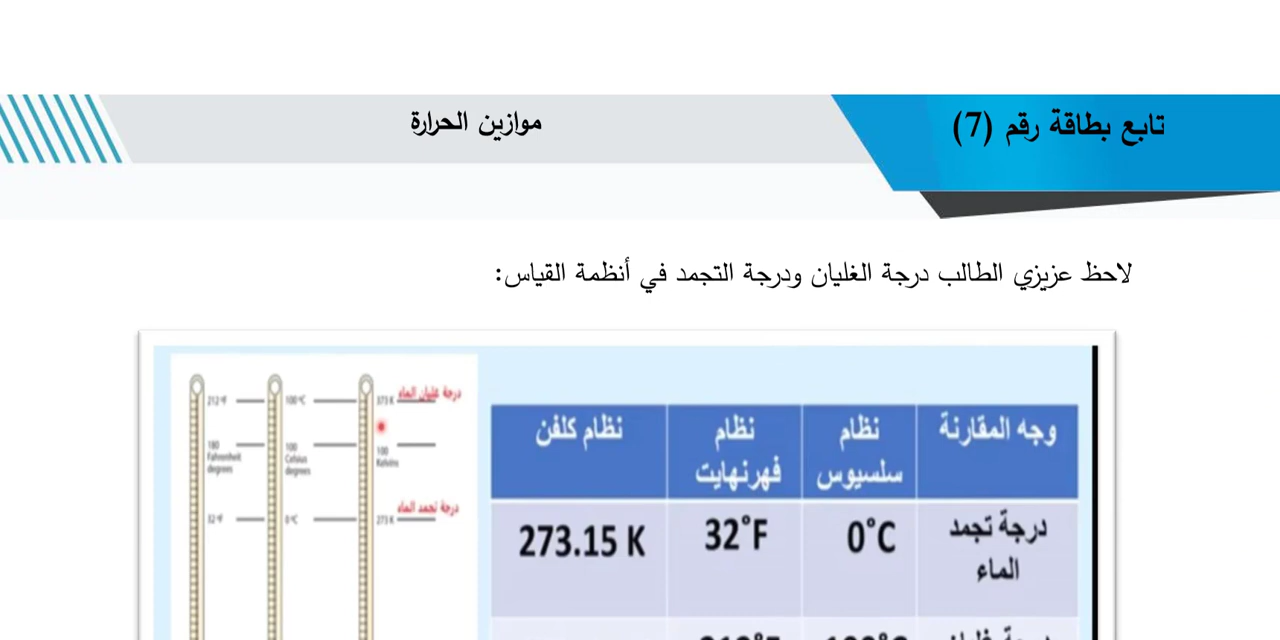 تابع بطاقة رقم (7)
موازين الحرارة
لاحظ عزيزي الطالب درجة الغليان ودرجة التجمد في أنظمة القياس:
وجه المقارنة
نظام سلسيوس
نظام فهرنهايت
نظام كلفن
درجة تجمد الماء
0°C
32°F
273.15 K
212°F 100°C 373 K درجة غليان الماء
180 Fahrenheit degrees
100 Celsius degrees
100 Kelvins
32°F 0°C 273 K درجة تجمد الماء